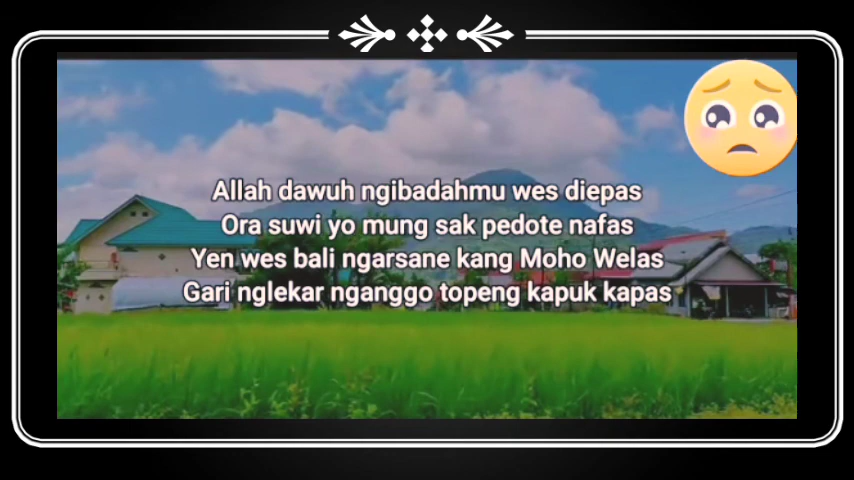 Allah dawuh ngibadahmu wes diepas
Ora suwi yo mung sak pedote nafas
Yen wes bali ngarsane kang Moho Welas
Gari nglekar nganggo topeng kapuk kapas